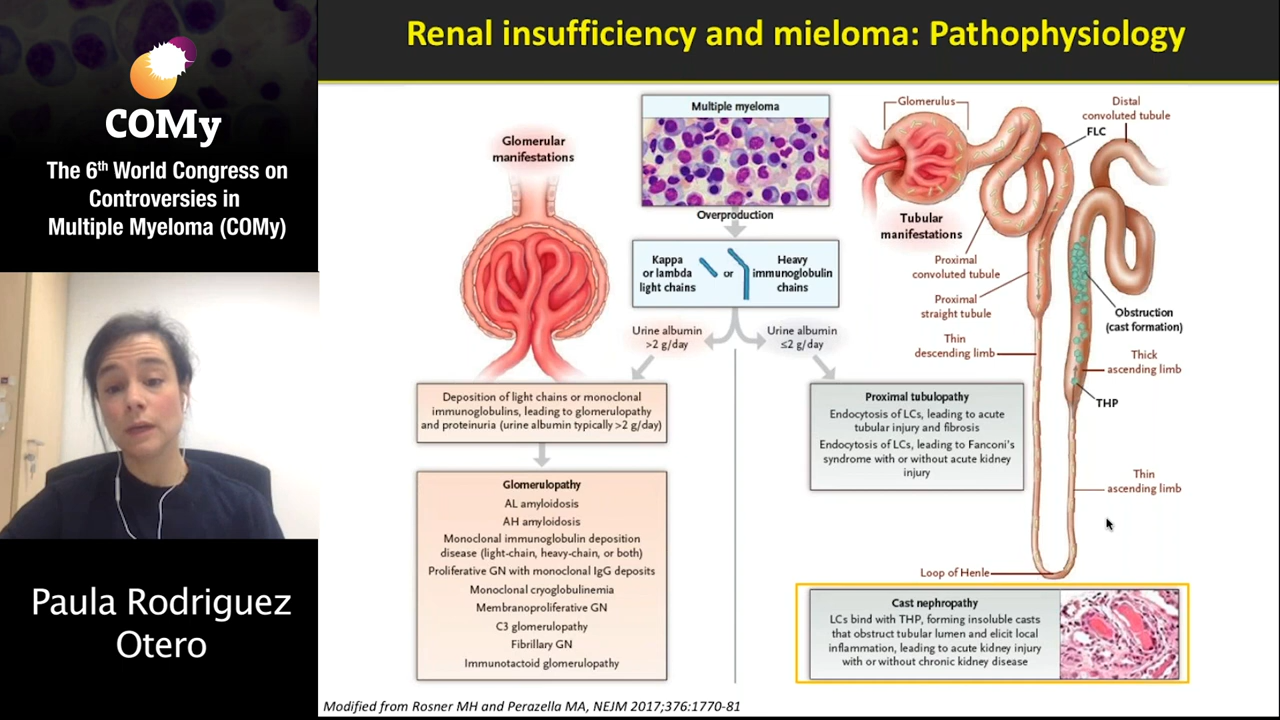 COMy
The 6th World Congress on
Controversies in
Multiple Myeloma (COMy)
Paula Rodriguez
Otero
Renal insufficiency and mieloma: Pathophysiology
Glomerular
manifestations
Multiple myeloma
Overproduction
Kappa
or lambda
light chains
or
Heavy
immunoglobulin
chains
Urine albumin
>2 g/day
Urine albumin
≤2 g/day
Deposition of light chains or monoclonal
immunoglobulins, leading to glomerulopathy
and proteinuria (urine albumin typically >2 g/day)
Glomerulopathy
AL amyloidosis
AH amyloidosis
Monoclonal immunoglobulin deposition
disease (light-chain, heavy-chain, or both)
Proliferative GN with monoclonal IgG deposits
Monoclonal cryoglobulinemia
Membranoproliferative GN
C3 glomerulopathy
Fibrillary GN
Immunotactoid glomerulopathy
Glomerulus
Distal
convoluted tubule
FLC
Tubular
manifestations
Proximal
convoluted tubule
Proximal
straight tubule
Thin
descending limb
Obstruction
(cast formation)
Thick
ascending limb
THP
Thin
ascending limb
Loop of Henle
Proximal tubulopathy
Endocytosis of LCs, leading to acute
tubular injury and fibrosis
Endocytosis of LCs, leading to Fanconi's
syndrome with or without acute kidney
injury
Cast nephropathy
LCs bind with THP, forming insoluble casts
that obstruct tubular lumen and elicit local
inflammation, leading to acute kidney injury
with or without chronic kidney disease
Modified from Rosner MH and Perazella MA, NEJM 2017;376:1770-81